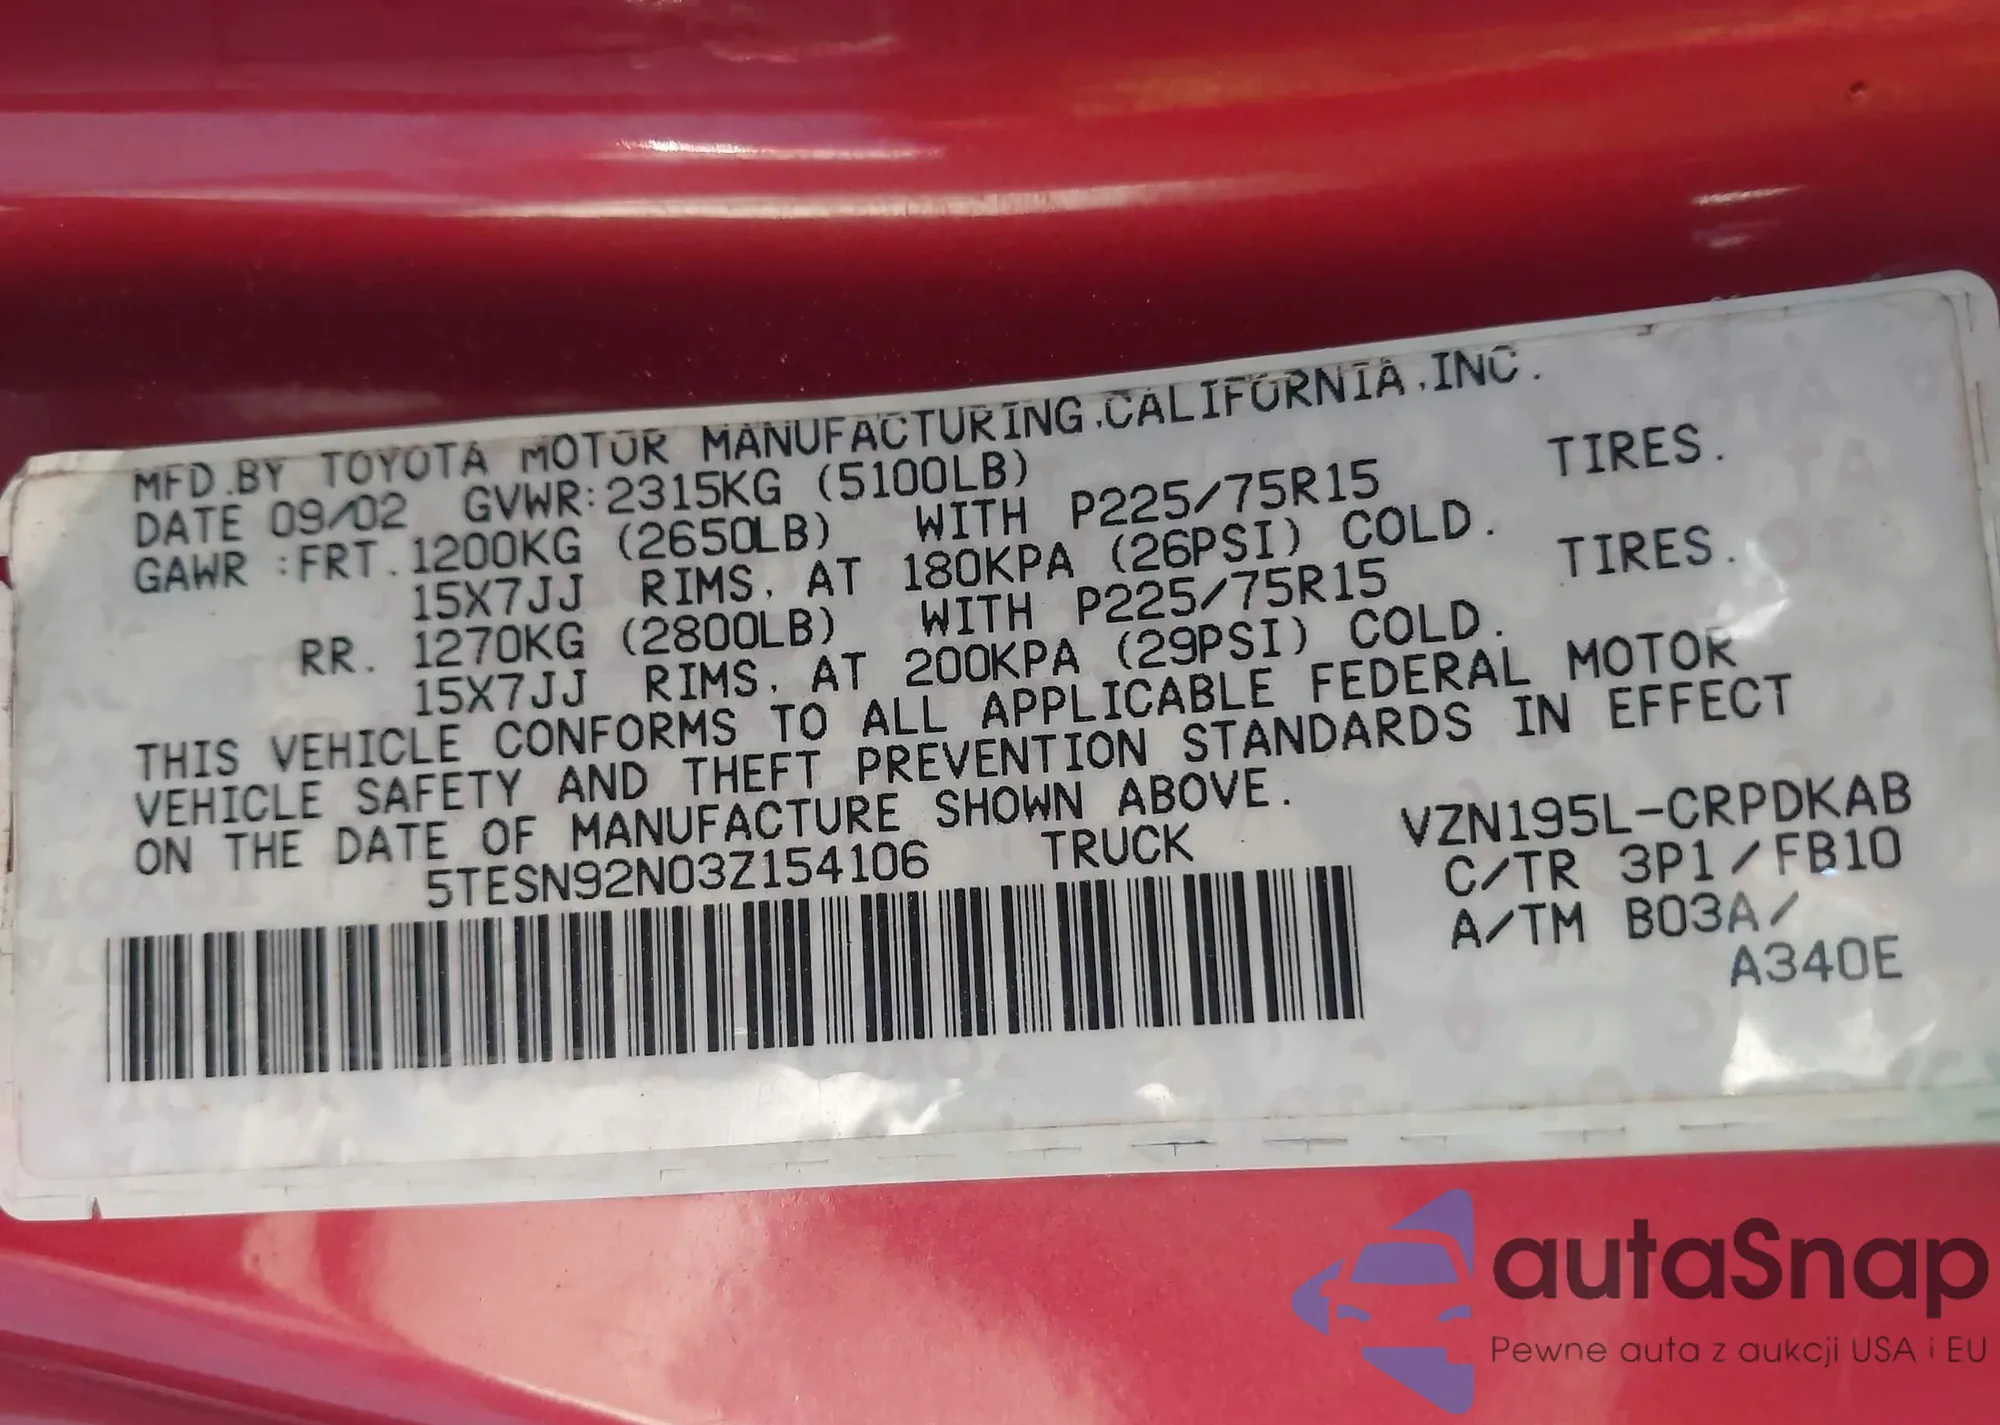 MFD.BY TOYOTA MOTOR MANUFACTURING,CALIFORNIA,INC.
DATE 09/02 GVWR:2315KG (5100LB)
GAWR :FRT. 1200KG (2650LB) WITH P225/75R15 TIRES.
15X7JJ RIMS, AT 180KPA (26PSI) COLD.
RR. 1270KG (2800LB) WITH P225/75R15 TIRES.
15X7JJ RIMS, AT 200KPA (29PSI) COLD.
THIS VEHICLE CONFORMS TO ALL APPLICABLE FEDERAL MOTOR
VEHICLE SAFETY AND THEFT PREVENTION STANDARDS IN EFFECT
ON THE DATE OF MANUFACTURE SHOWN ABOVE.
5TESN92N03Z154106 TRUCK
VZN195L-CRPDKAB
C/TR 3P1/FB10
A/TM B03A/
A340E
autaSnap
Pewne auta z aukcji USA i EU